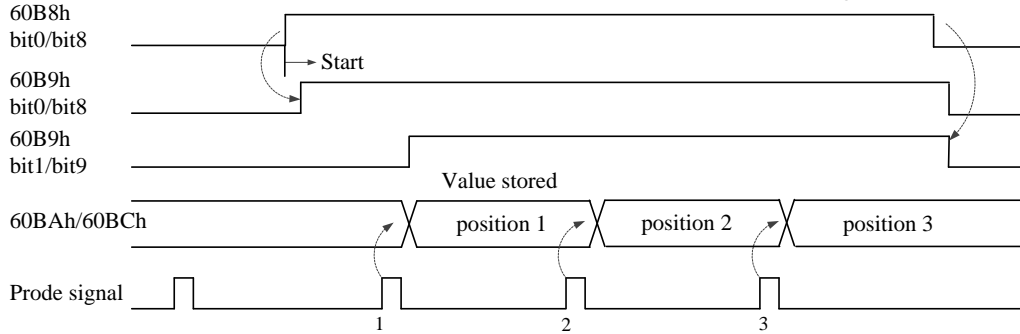 60B8h
bit0/bit8
Start
60B9h
bit0/bit8
60B9h
bit1/bit9
Value stored
60BAh/60BCh
position 1
position 2
position 3
Prode signal
1
2
3